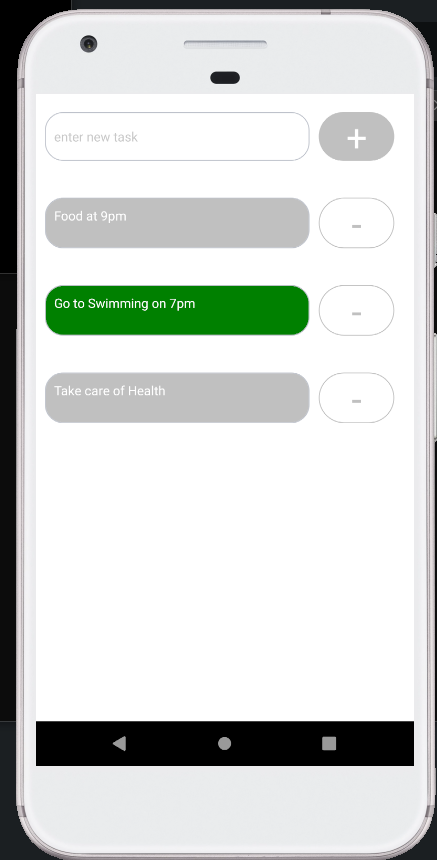 enter new task
+
Food at 9pm
-
Go to Swimming on 7pm
-
Take care of Health
-